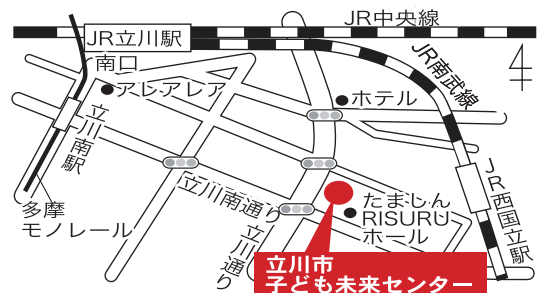 JR中央線
JR立川駅
南口
アレアレア
JR南武線
ホテル
立川南駅
JR西国立駅
多摩
モノレール
立川南通り
立川通り
たましん
RISURU
ホール
立川市
子ども未来センター